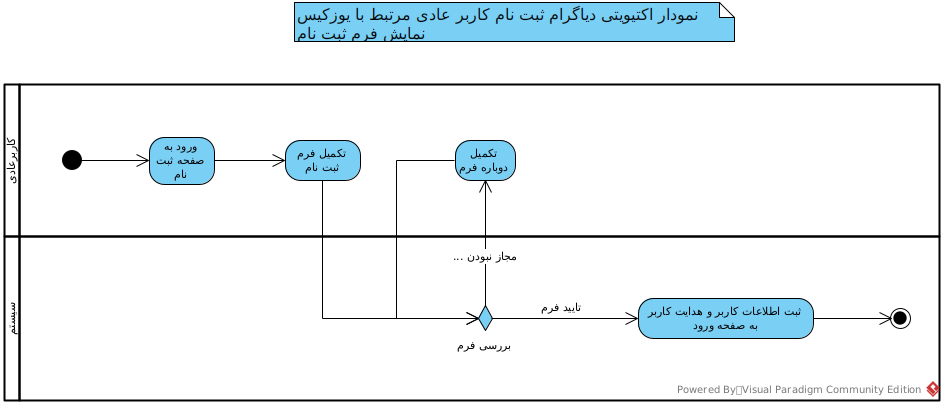 نمودار اکتیویتی دیاگرام ثبت نام کاربر عادی مرتبط با یوزکیس
نمایش فرم ثبت نام
کاربرعادی
ورود به
صفحه ثبت
نام
تکمیل فرم
ثبت نام
تکمیل
دوباره فرم
مجاز نبودن ...
سیستم
تایید فرم
بررسی فرم
ثبت اطلاعات کاربر و هدایت کاربر
به صفحه ورود
Powered By Visual Paradigm Community Edition